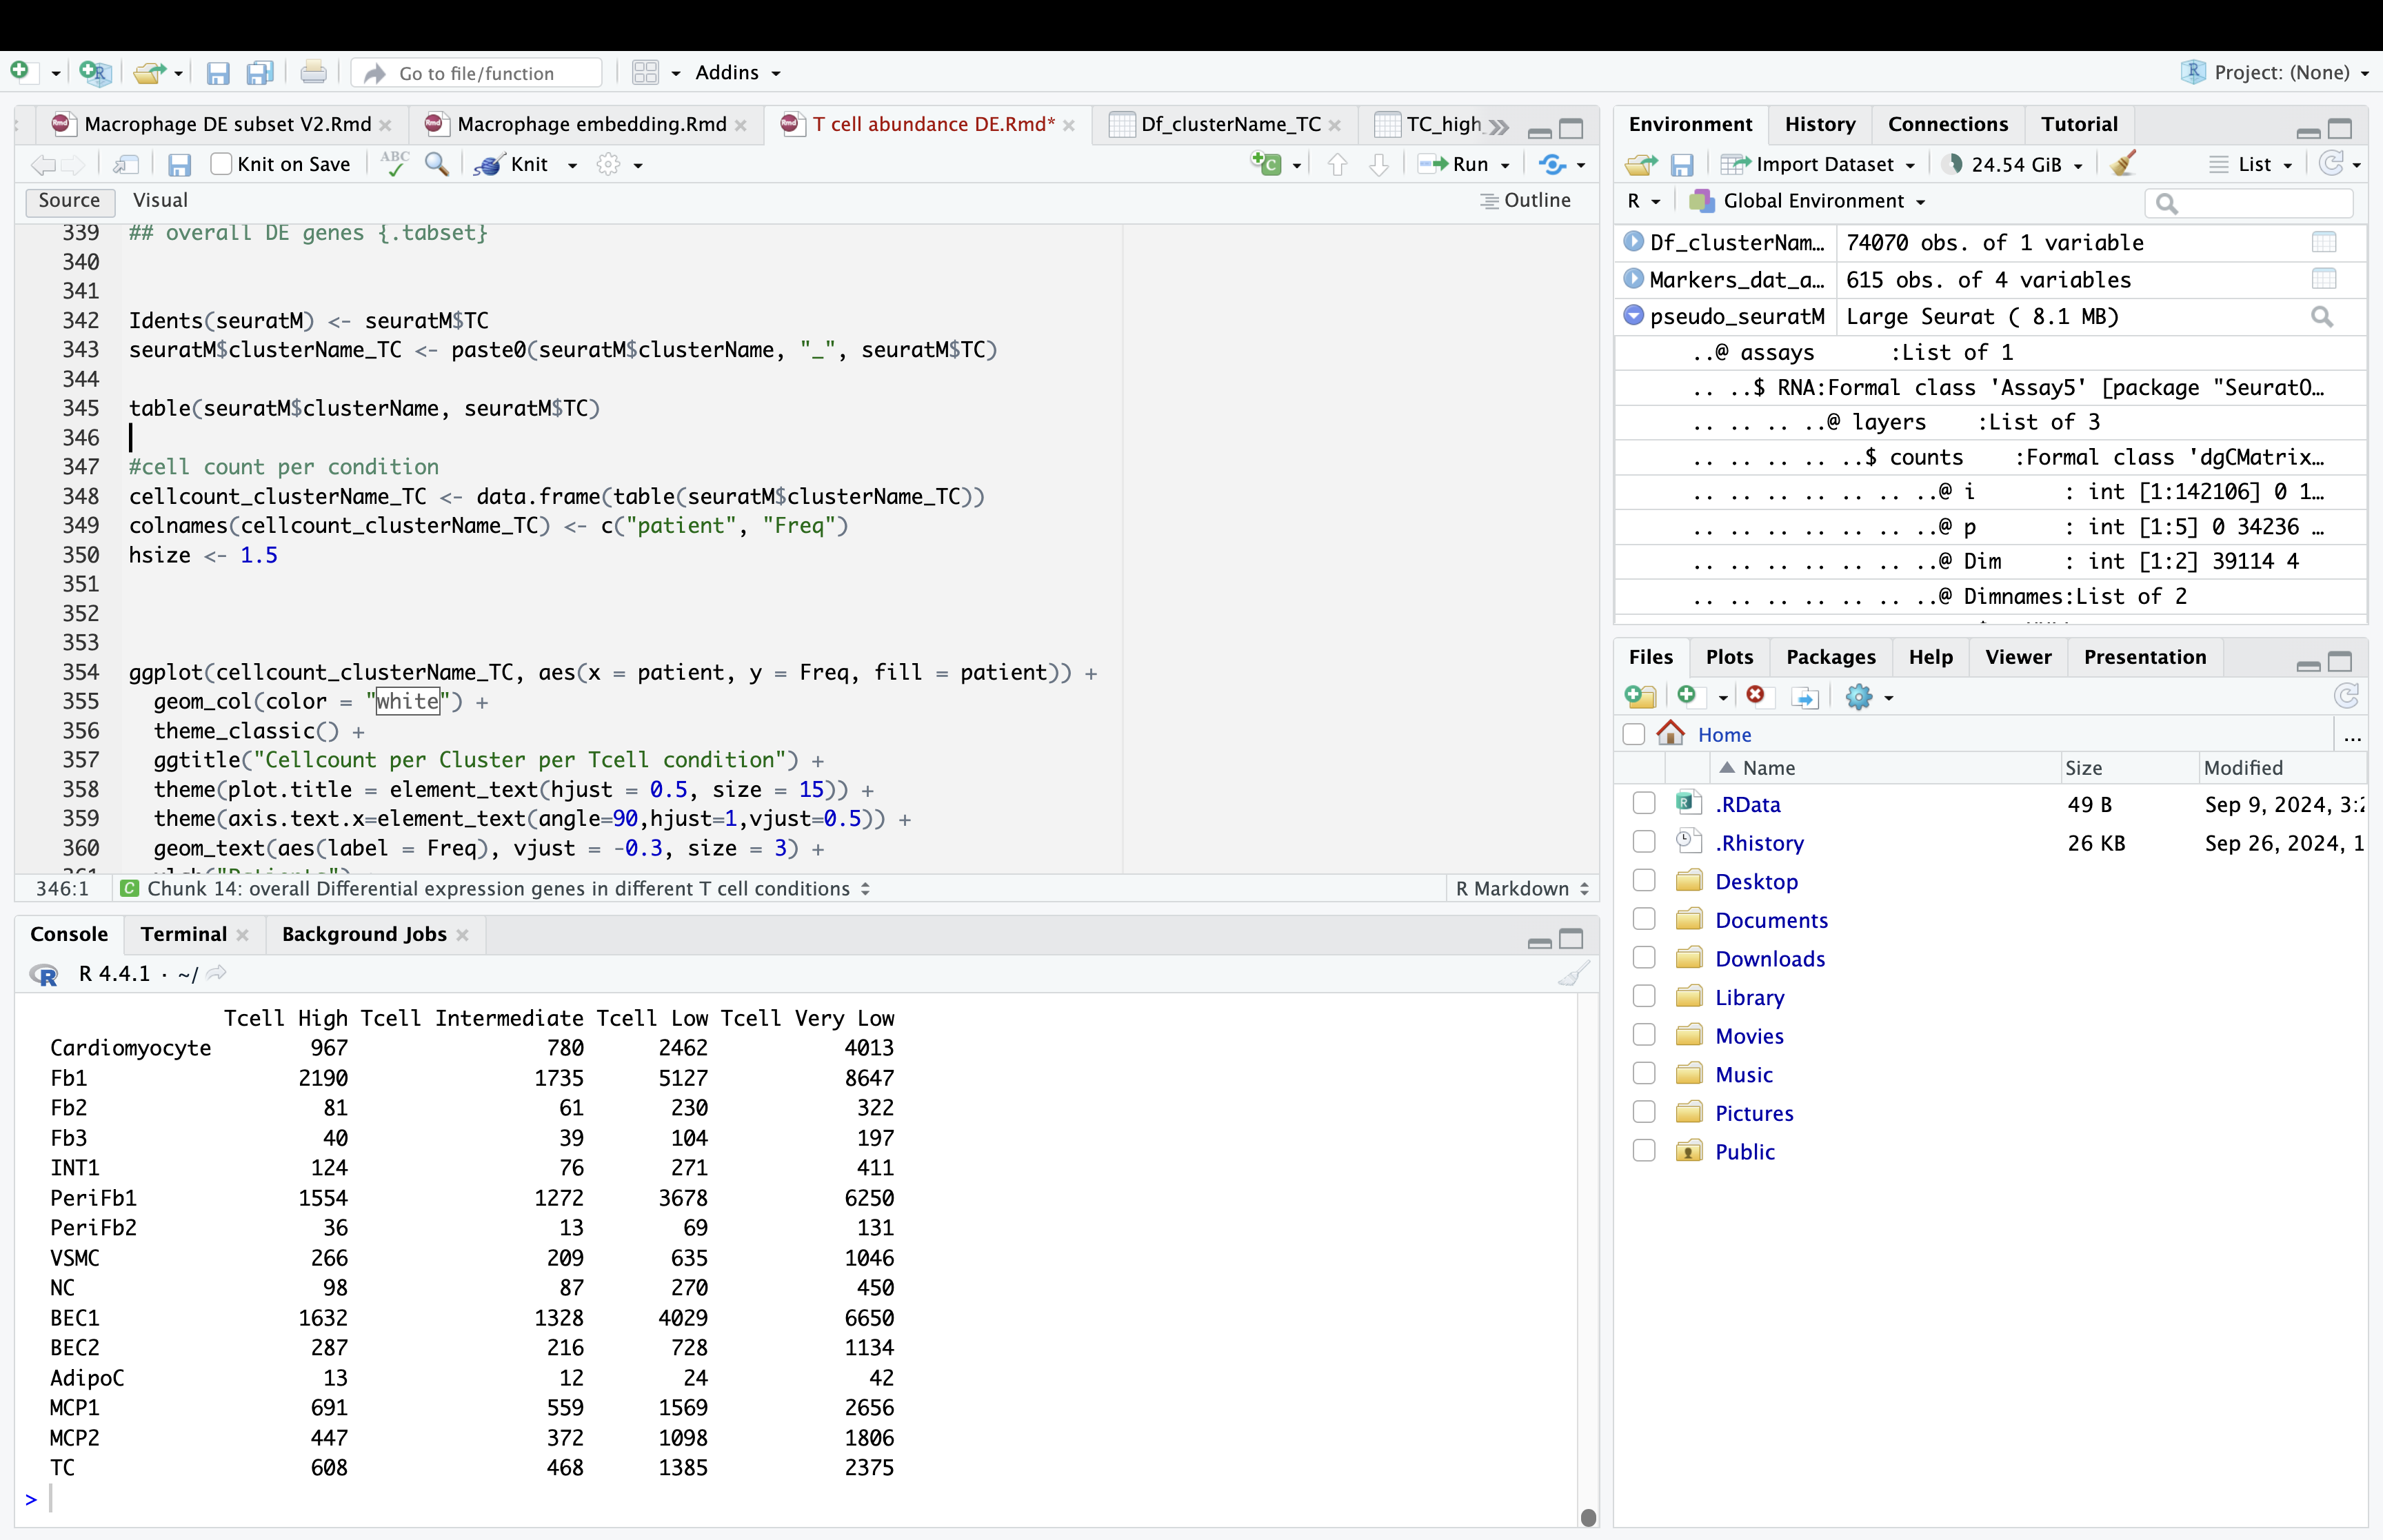 Go to file/function
Addins
Project: (None)
Macrophage DE subset V2.Rmd
Macrophage embedding.Rmd
T cell abundance DE.Rmd*
Df_clusterName_TC
TC_high
Knit on Save
ABC
Knit
Run
Source
Visual
Outline
339 ## overall DE genes {.tabset}
340
341
342 Idents(seuratM) <- seuratM$TC
343 seuratM$clusterName_TC <- paste0(seuratM$clusterName, "_", seuratM$TC)
344
345 table(seuratM$clusterName, seuratM$TC)
346
347 #cell count per condition
348 cellcount_clusterName_TC <- data.frame(table(seuratM$clusterName_TC))
349 colnames(cellcount_clusterName_TC) <- c("patient", "Freq")
350 hsize <- 1.5
351
352
353
354 ggplot(cellcount_clusterName_TC, aes(x = patient, y = Freq, fill = patient)) +
355 geom_col(color = "white") +
356 theme_classic() +
357 ggtitle("Cellcount per Cluster per Tcell condition") +
358 theme(plot.title = element_text(hjust = 0.5, size = 15)) +
359 theme(axis.text.x=element_text(angle=90,hjust=1,vjust=0.5)) +
360 geom_text(aes(label = Freq), vjust = -0.3, size = 3) +
346:1
Chunk 14: overall Differential expression genes in different T cell conditions
R Markdown
Console
Terminal
Background Jobs
R 4.4.1 · ~/
Tcell High Tcell Intermediate Tcell Low Tcell Very Low
Cardiomyocyte 967 780 2462 4013
Fb1 2190 1735 5127 8647
Fb2 81 61 230 322
Fb3 40 39 104 197
INT1 124 76 271 411
PeriFb1 1554 1272 3678 6250
PeriFb2 36 13 69 131
VSMC 266 209 635 1046
NC 98 87 270 450
BEC1 1632 1328 4029 6650
BEC2 287 216 728 1134
AdipoC 13 12 24 42
MCP1 691 559 1569 2656
MCP2 447 372 1098 1806
TC 608 468 1385 2375
>
Environment
History
Connections
Tutorial
Import Dataset
24.54 GiB
List
R
Global Environment
Df_clusterNam… 74070 obs. of 1 variable
Markers_dat_a… 615 obs. of 4 variables
pseudo_seuratM Large Seurat ( 8.1 MB)
..@ assays :List of 1
.. ..$ RNA:Formal class 'Assay5' [package "SeuratO…
.. .. .. ..@ layers :List of 3
.. .. .. .. .. ..$ counts :Formal class 'dgCMatrix…
.. .. .. .. .. .. .. ..@ i : int [1:142106] 0 1…
.. .. .. .. .. .. .. ..@ p : int [1:5] 0 34236 …
.. .. .. .. .. .. .. ..@ Dim : int [1:2] 39114 4
.. .. .. .. .. .. .. ..@ Dimnames:List of 2
Files
Plots
Packages
Help
Viewer
Presentation
Home
...
Name Size Modified
.RData 49 B Sep 9, 2024, 3:2
.Rhistory 26 KB Sep 26, 2024, 1
Desktop
Documents
Downloads
Library
Movies
Music
Pictures
Public